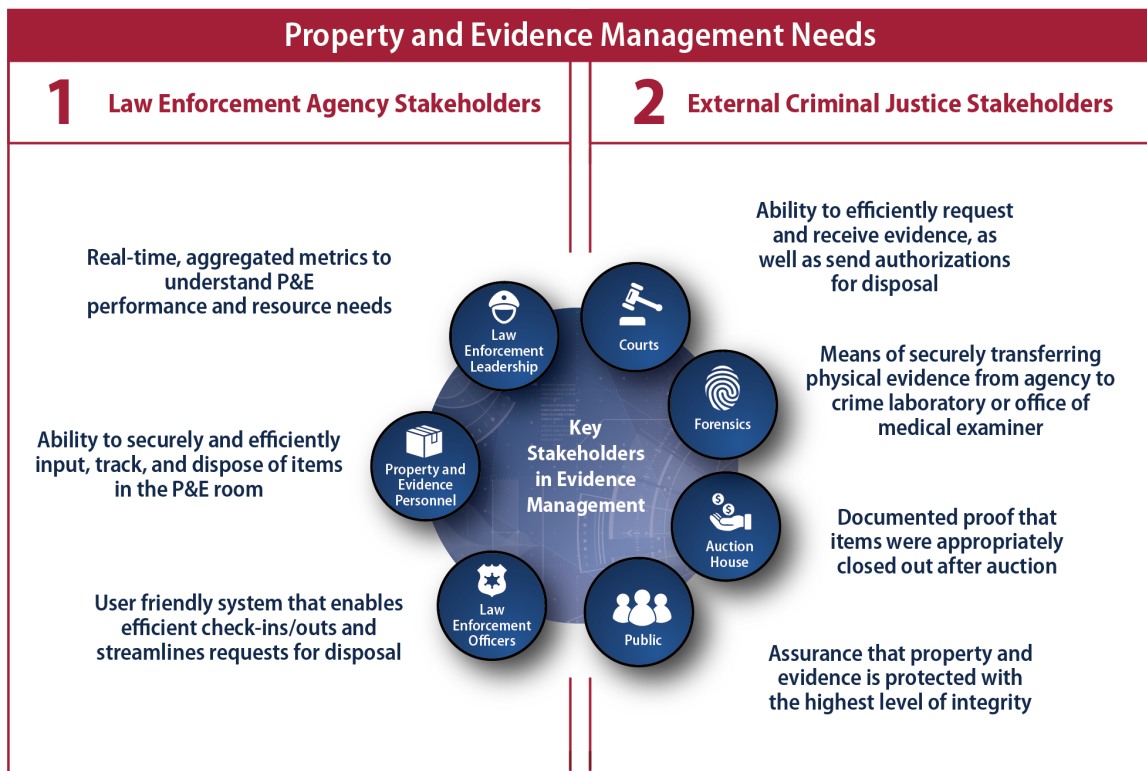 Property and Evidence Management Needs
1 Law Enforcement Agency Stakeholders
Real-time, aggregated metrics to
understand P&E
performance and resource needs
Law
Enforcement
Leadership
Ability to securely and efficiently
input, track, and dispose of items
in the P&E room
Property and
Evidence
Personnel
User friendly system that enables
efficient check-ins/outs and
streamlines requests for disposal
Law
Enforcement
Officers
Key
Stakeholders
in Evidence
Management
2 External Criminal Justice Stakeholders
Courts
Ability to efficiently request
and receive evidence, as
well as send authorizations
for disposal
Forensics
Means of securely transferring
physical evidence from agency to
crime laboratory or office of
medical examiner
$
$
Auction
House
Documented proof that
items were appropriately
closed out after auction
Public
Assurance that property and
evidence is protected with
the highest level of integrity